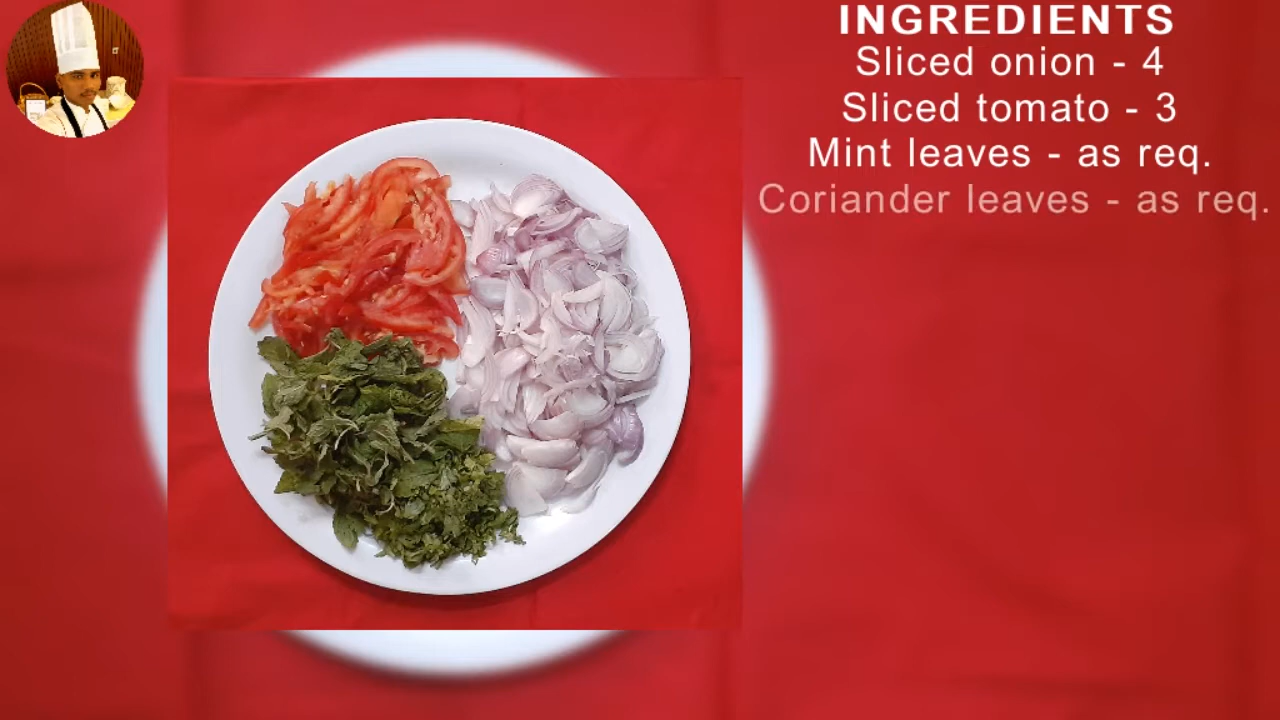 INGREDIENTS
Sliced onion - 4
Sliced tomato - 3
Mint leaves - as req.
Coriander leaves - as req.